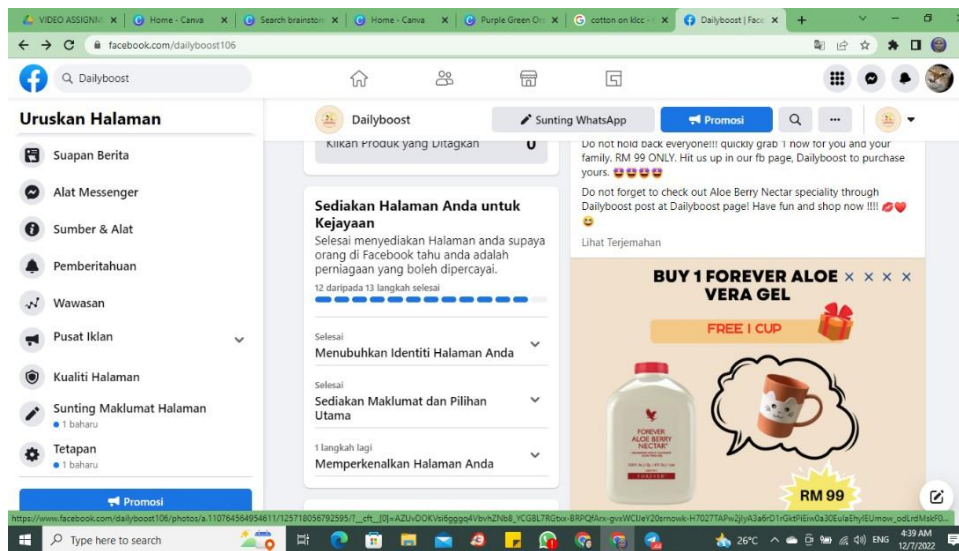 VIDEO ASSIGNM
Home - Canva
Search brainstorm
Home - Canva
Purple Green Or
cotton on klcc -
Dailyboost | Face
facebook.com/dailyboost106
Dailyboost
Uruskan Halaman
Suapan Berita
Alat Messenger
Sumber & Alat
Pemberitahuan
Wawasan
Pusat Iklan
Kualiti Halaman
Sunting Maklumat Halaman
1 baharu
Tetapan
1 baharu
Promosi
Dailyboost
Sunting WhatsApp
Promosi
Klikan Produk yang Ditagkan
0
Sediakan Halaman Anda untuk
Kejayaan
Selesai menyediakan Halaman anda supaya
orang di Facebook tahu anda adalah
perniagaan yang boleh dipercayai.
12 daripada 13 langkah selesai
Selesai
Menubuhkan Identiti Halaman Anda
Selesai
Sediakan Maklumat dan Pilihan
Utama
1 langkah lagi
Memperkenalkan Halaman Anda
Do not hold back everyone!!! quickly grab 1 now for you and your
family. RM 99 ONLY. Hit us up in our fb page, Dailyboost to purchase
yours. 🤩🤩🤩🤩
Do not forget to check out Aloe Berry Nectar speciality through
Dailyboost post at Dailyboost page! Have fun and shop now !!!! 💋❤️
😄
Lihat Terjemahan
BUY 1 FOREVER ALOE
VERA GEL
FREE 1 CUP
FOREVER
ALOE BERRY
NECTAR
FOREVER
RM 99
Type here to search
26°C
ENG
4:39 AM
12/7/2022